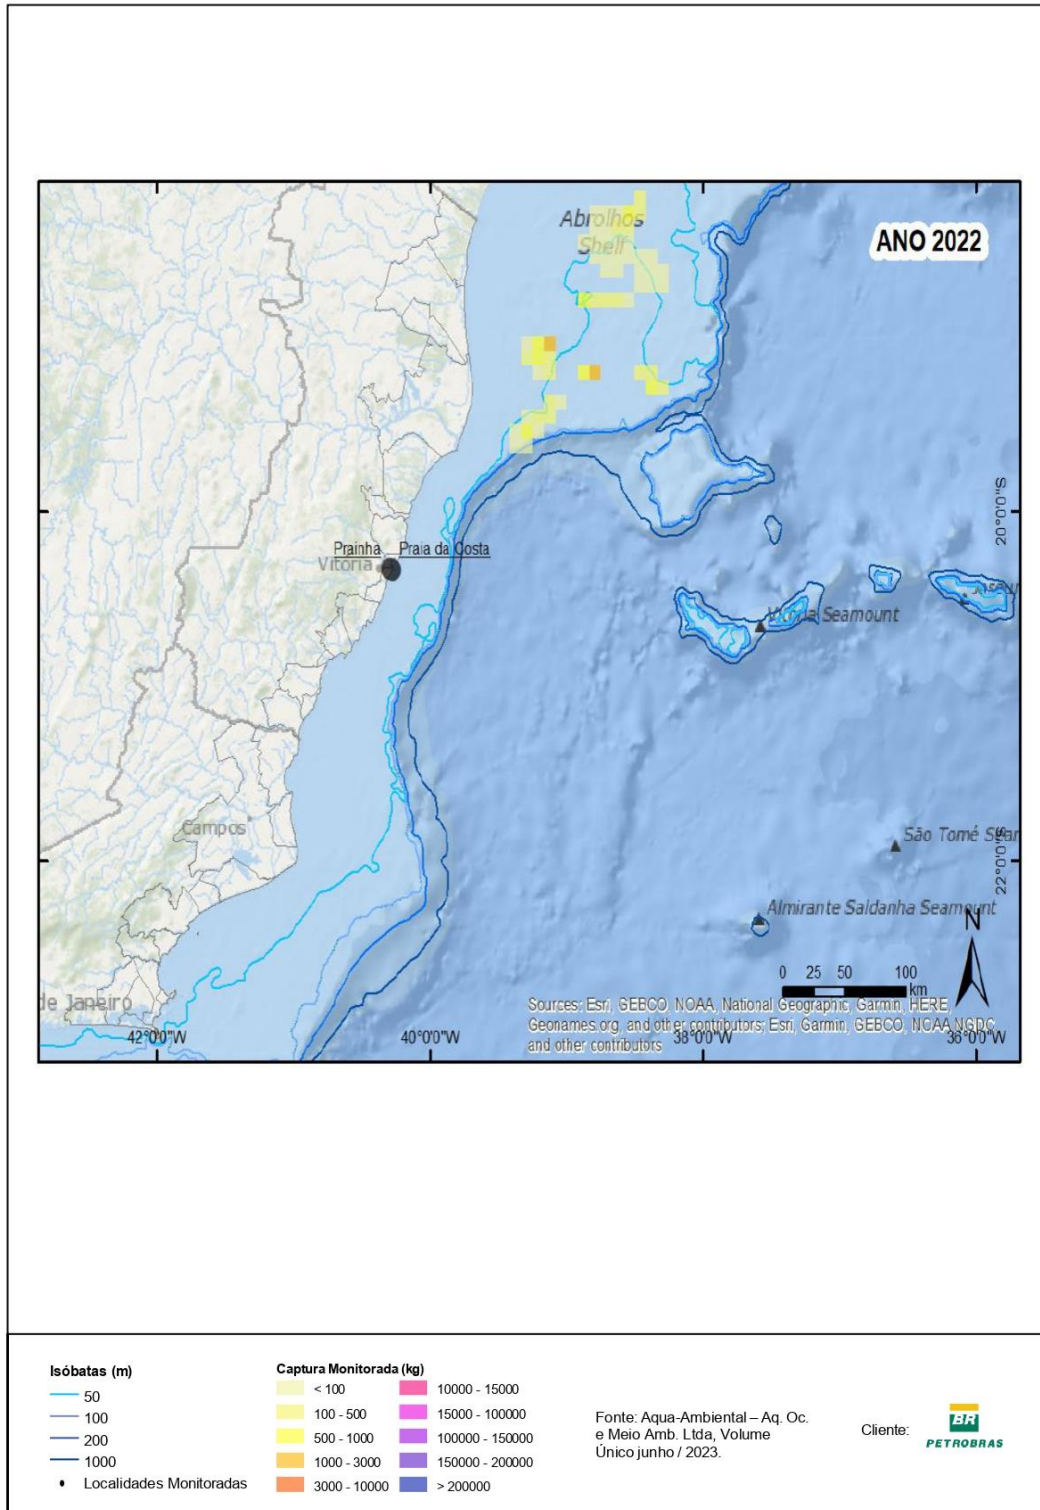 Abrolhos
Shelf
ANO 2022
20°0'0"S
Prainha
Praia da Costa
Vitória
Seamount
São Tomé
Campos
22°0'0"S
Almirante Saldanha Seamount
N
0 25 50 100
km
de Janeiro
Sources: Esri, GEBCO, NOAA, National Geographic, Garmin, HERE,
Geonames.org, and other contributors; Esri, Garmin, GEBCO, NOAA NGDC,
and other contributors
42°0'0"W
40°0'0"W
38°0'0"W
36°0'0"W
Isóbatas (m)
50
100
200
1000
Localidades Monitoradas
Captura Monitorada (kg)
< 100
100 - 500
500 - 1000
1000 - 3000
3000 - 10000
10000 - 15000
15000 - 100000
100000 - 150000
150000 - 200000
> 200000
Fonte: Aqua-Ambiental – Aq. Oc.
e Meio Amb. Ltda, Volume
Único junho / 2023.
Cliente:
BR
PETROBRAS